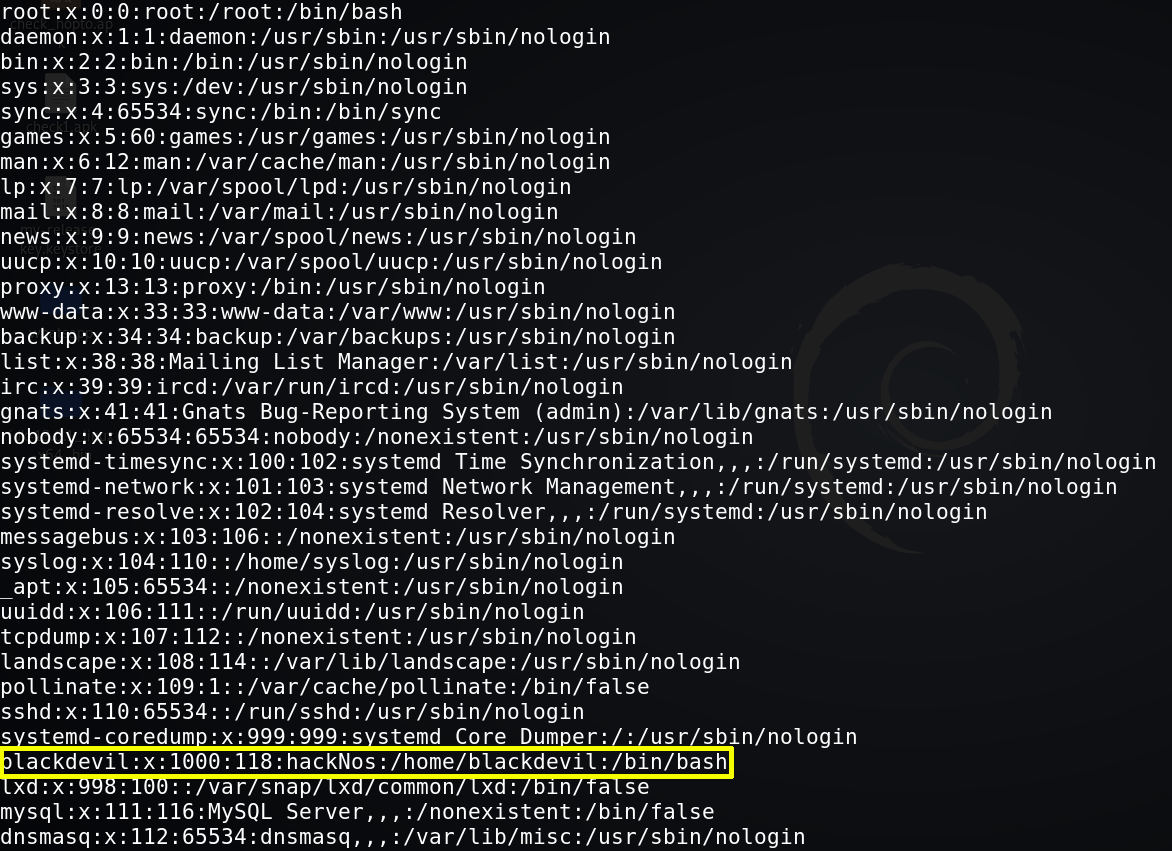 root:x:0:0:root:/root:/bin/bash
daemon:x:1:1:daemon:/usr/sbin:/usr/sbin/nologin
bin:x:2:2:bin:/bin:/usr/sbin/nologin
sys:x:3:3:sys:/dev:/usr/sbin/nologin
sync:x:4:65534:sync:/bin:/bin/sync
games:x:5:60:games:/usr/games:/usr/sbin/nologin
man:x:6:12:man:/var/cache/man:/usr/sbin/nologin
lp:x:7:7:lp:/var/spool/lpd:/usr/sbin/nologin
mail:x:8:8:mail:/var/mail:/usr/sbin/nologin
news:x:9:9:news:/var/spool/news:/usr/sbin/nologin
uucp:x:10:10:uucp:/var/spool/uucp:/usr/sbin/nologin
proxy:x:13:13:proxy:/bin:/usr/sbin/nologin
www-data:x:33:33:www-data:/var/www:/usr/sbin/nologin
backup:x:34:34:backup:/var/backups:/usr/sbin/nologin
list:x:38:38:Mailing List Manager:/var/list:/usr/sbin/nologin
irc:x:39:39:ircd:/var/run/ircd:/usr/sbin/nologin
gnats:x:41:41:Gnats Bug-Reporting System (admin):/var/lib/gnats:/usr/sbin/nologin
nobody:x:65534:65534:nobody:/nonexistent:/usr/sbin/nologin
systemd-timesync:x:100:102:systemd Time Synchronization,,,:/run/systemd:/usr/sbin/nologin
systemd-network:x:101:103:systemd Network Management,,,:/run/systemd:/usr/sbin/nologin
systemd-resolve:x:102:104:systemd Resolver,,,:/run/systemd:/usr/sbin/nologin
messagebus:x:103:106::/nonexistent:/usr/sbin/nologin
syslog:x:104:110::/home/syslog:/usr/sbin/nologin
_apt:x:105:65534::/nonexistent:/usr/sbin/nologin
uuidd:x:106:111::/run/uuidd:/usr/sbin/nologin
tcpdump:x:107:112::/nonexistent:/usr/sbin/nologin
landscape:x:108:114::/var/lib/landscape:/usr/sbin/nologin
pollinate:x:109:1::/var/cache/pollinate:/bin/false
sshd:x:110:65534::/run/sshd:/usr/sbin/nologin
systemd-coredump:x:999:999:systemd Core Dumper:/:/usr/sbin/nologin
blackdevil:x:1000:118:hackNos:/home/blackdevil:/bin/bash
lxd:x:998:100::/var/snap/lxd/common/lxd:/bin/false
mysql:x:111:116:MySQL Server,,,:/nonexistent:/bin/false
dnsmasq:x:112:65534:dnsmasq,,,:/var/lib/misc:/usr/sbin/nologin